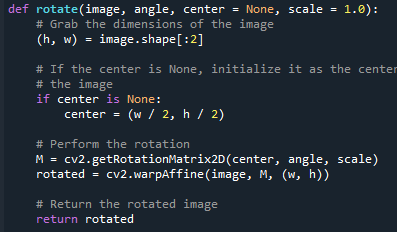 def rotate(image, angle, center = None, scale = 1.0):
    # Grab the dimensions of the image
    (h, w) = image.shape[:2]

    # If the center is None, initialize it as the center
    # the image
    if center is None:
        center = (w / 2, h / 2)

    # Perform the rotation
    M = cv2.getRotationMatrix2D(center, angle, scale)
    rotated = cv2.warpAffine(image, M, (w, h))

    # Return the rotated image
    return rotated